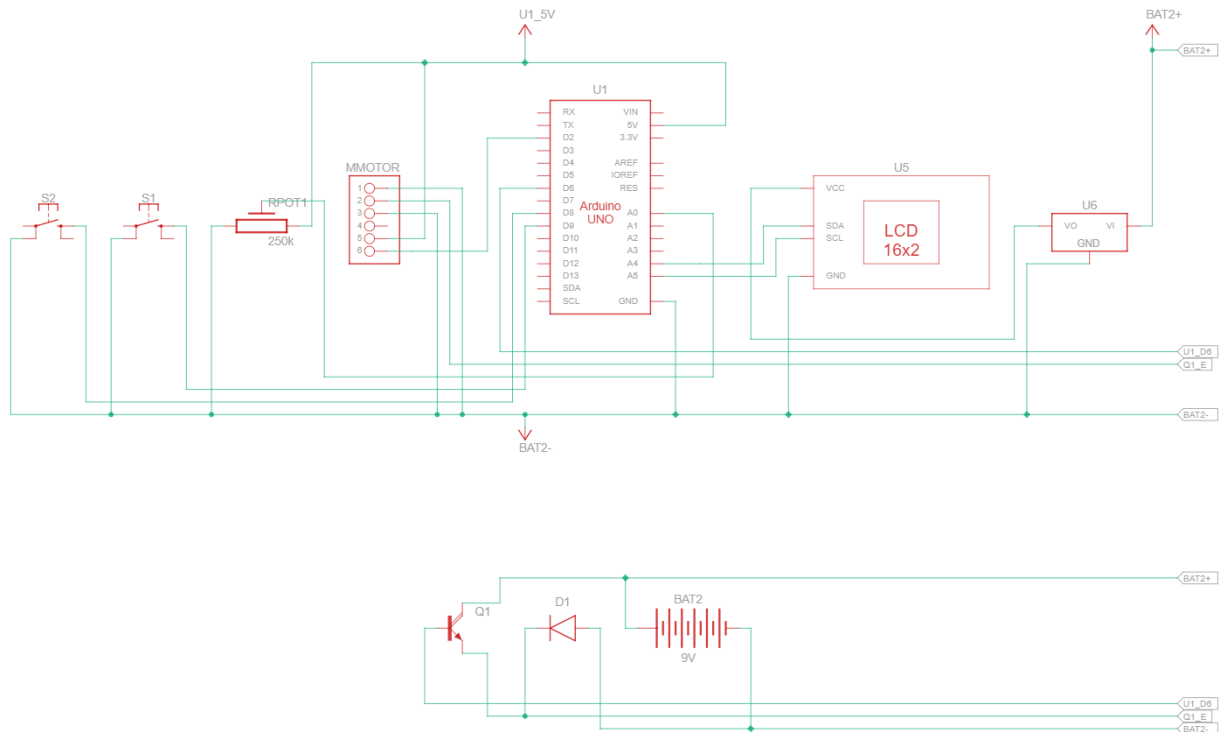 U1_5V
BAT2+
BAT2+
U1
RX
TX
D2
D3
D4
D5
D6
D7
D8
D9
D10
D11
D12
D13
SDA
SCL
Arduino
UNO
VIN
5V
3.3V
AREF
IOREF
RES
A0
A1
A2
A3
A4
A5
GND
S2
S1
RPOT1
250k
MMOTOR
1
2
3
4
5
6
U5
VCC
SDA
SCL
GND
LCD
16x2
U6
VO
VI
GND
U1_D6
Q1_E
BAT2-
BAT2-
BAT2+
Q1
D1
BAT2
9V
U1_D6
Q1_E
BAT2-